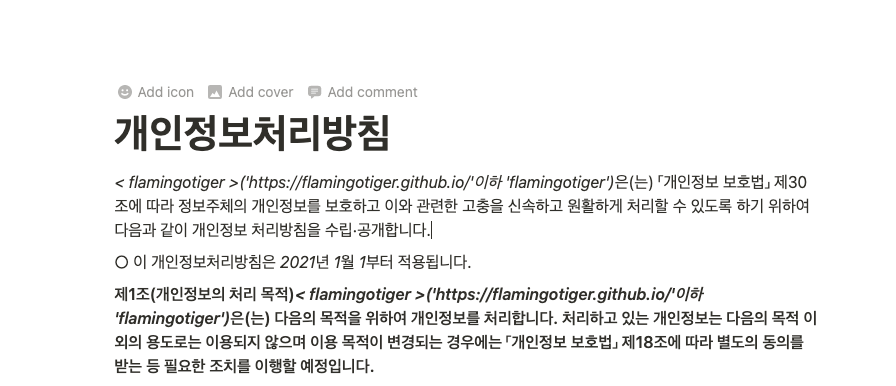 Add icon Add cover Add comment
개인정보처리방침
< flamingotiger >('https://flamingotiger.github.io/'이하 'flamingotiger')은(는) 「개인정보 보호법」 제30
조에 따라 정보주체의 개인정보를 보호하고 이와 관련한 고충을 신속하고 원활하게 처리할 수 있도록 하기 위하여
다음과 같이 개인정보 처리방침을 수립·공개합니다.
○ 이 개인정보처리방침은 2021년 1월 1부터 적용됩니다.
제1조(개인정보의 처리 목적)< flamingotiger >('https://flamingotiger.github.io/'이하
'flamingotiger')은(는) 다음의 목적을 위하여 개인정보를 처리합니다. 처리하고 있는 개인정보는 다음의 목적 이
외의 용도로는 이용되지 않으며 이용 목적이 변경되는 경우에는 「개인정보 보호법」 제18조에 따라 별도의 동의를
받는 등 필요한 조치를 이행할 예정입니다.